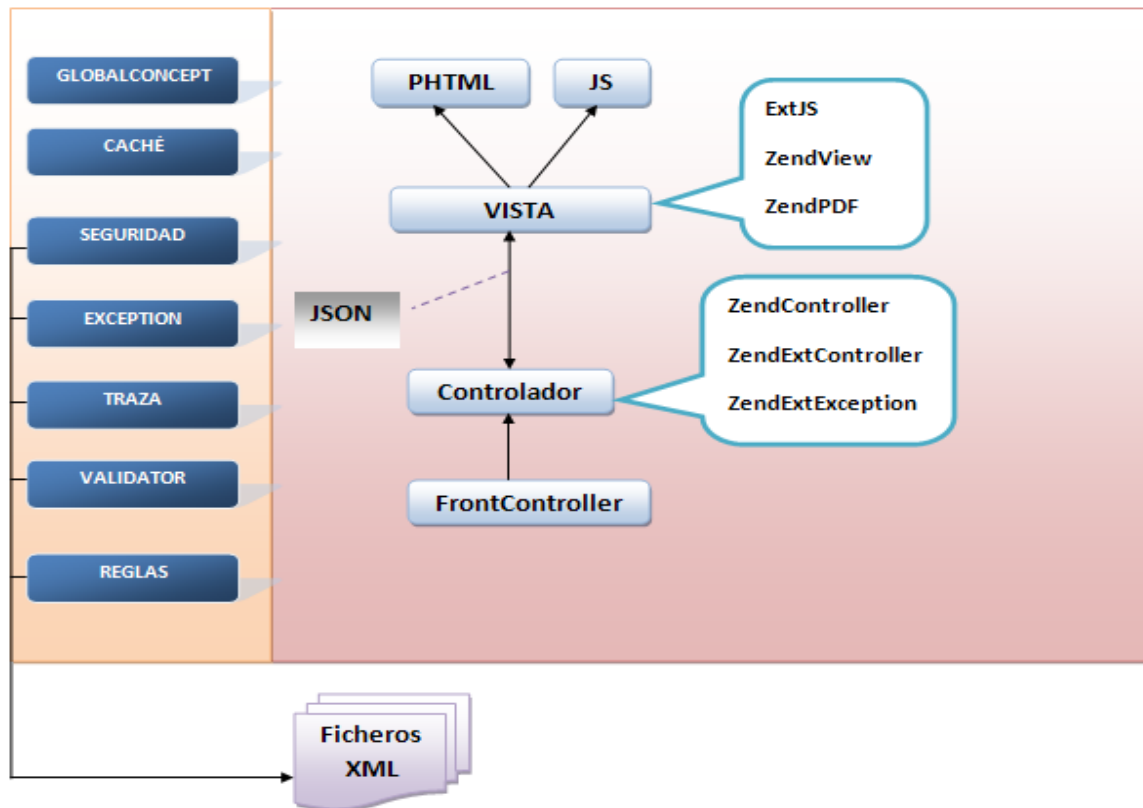 GLOBALCONCEPT
CACHÉ
SEGURIDAD
EXCEPTION
TRAZA
VALIDATOR
REGLAS
PHTML
JS
VISTA
ExtJS
ZendView
ZendPDF
JSON
Controlador
ZendController
ZendExtController
ZendExtException
FrontController
Ficheros
XML